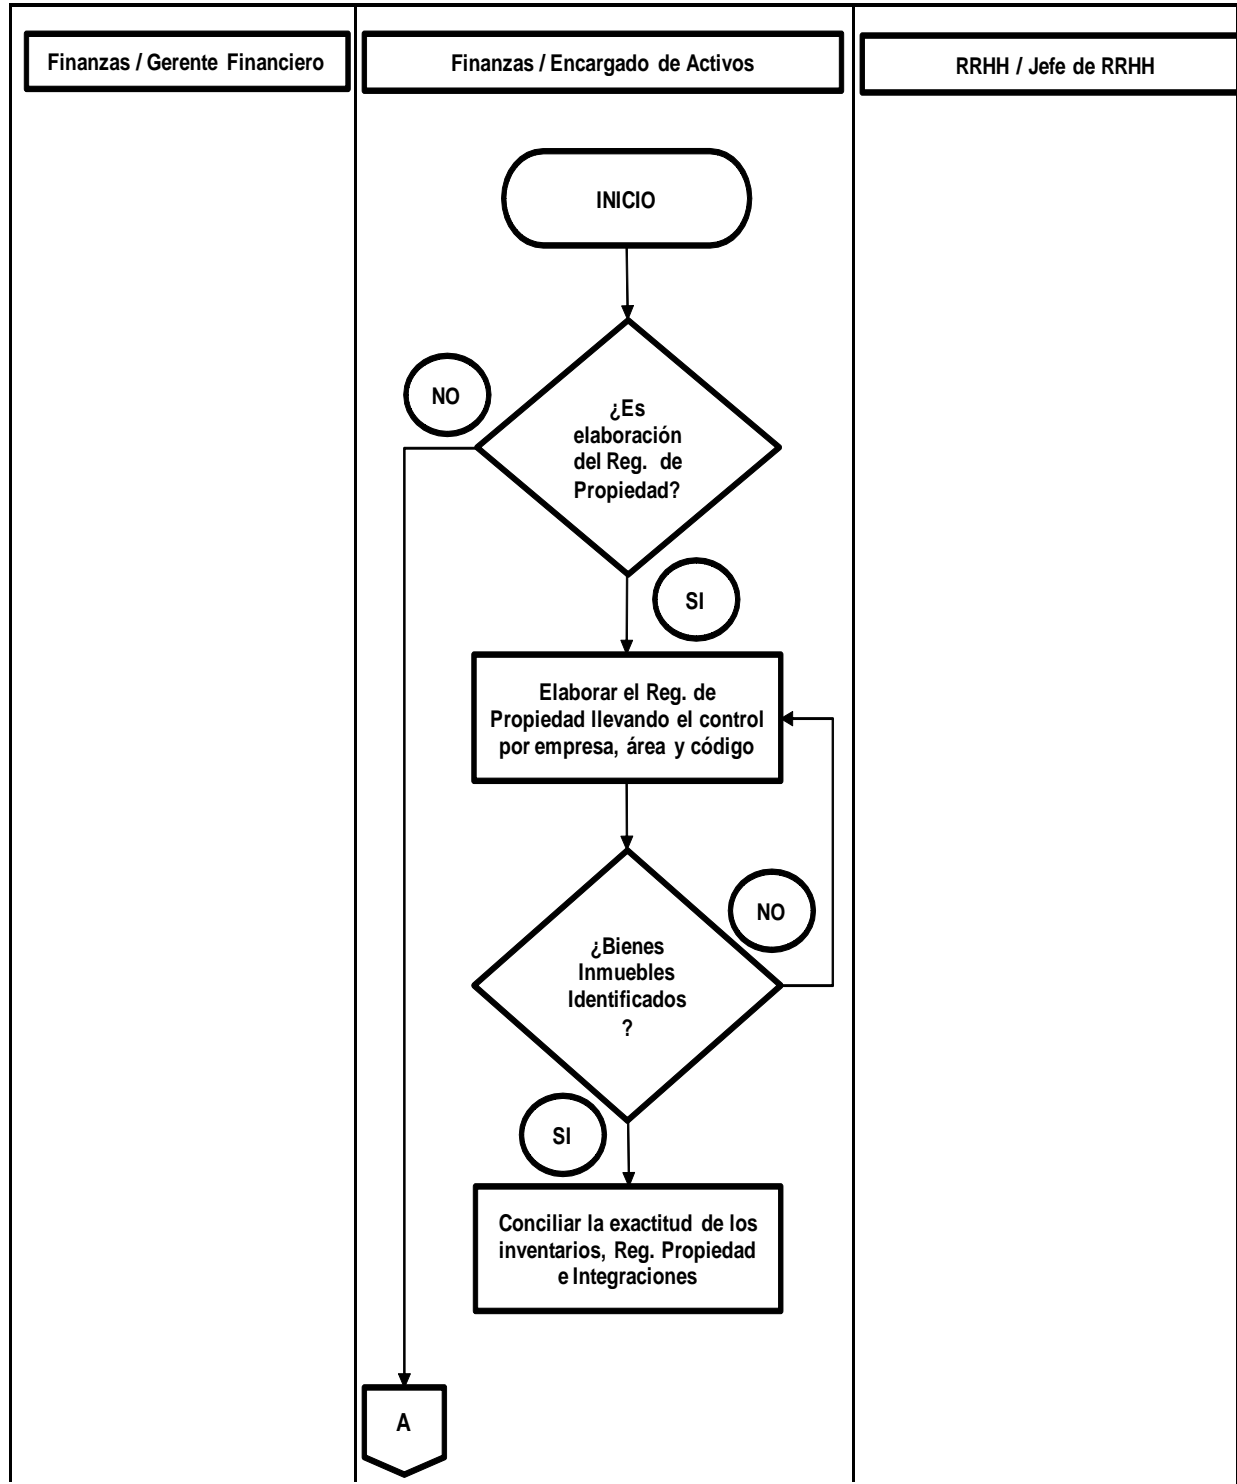 Finanzas / Gerente Financiero
Finanzas / Encargado de Activos
RRHH / Jefe de RRHH
INICIO
NO
¿Es
elaboración
del Reg. de
Propiedad?
SI
Elaborar el Reg. de
Propiedad llevando el control
por empresa, área y código
NO
¿Bienes
Inmuebles
Identificados
?
SI
Conciliar la exactitud de los
inventarios, Reg. Propiedad
e Integraciones
A